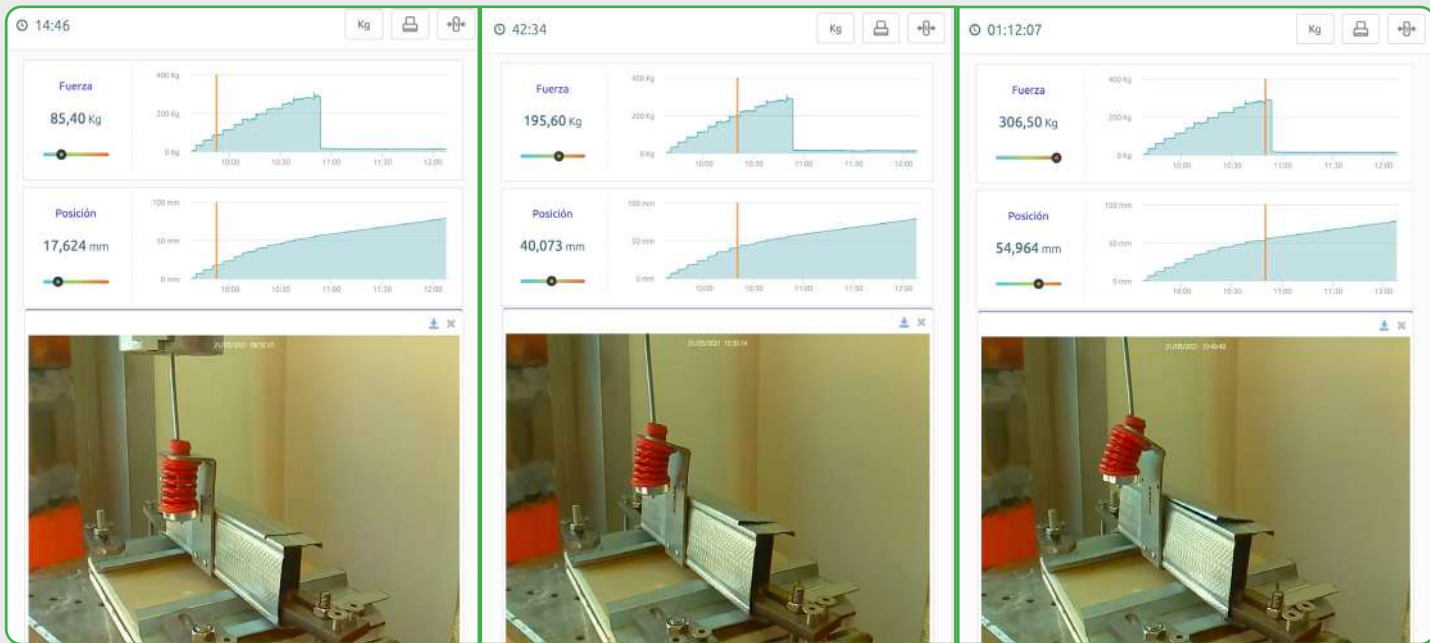 14:46
Kg
Fuerza
85,40 Kg
400 Kg
200 Kg
0 Kg
10:00 10:30 11:00 11:30 12:00
Posición
17,624 mm
100 mm
50 mm
0 mm
10:00 10:30 11:00 11:30 12:00
42:34
Kg
Fuerza
195,60 Kg
400 Kg
200 Kg
0 Kg
10:00 10:30 11:00 11:30 12:00
Posición
40,073 mm
100 mm
50 mm
0 mm
10:00 10:30 11:00 11:30 12:00
01:12:07
Kg
Fuerza
306,50 Kg
400 Kg
200 Kg
0 Kg
10:00 10:30 11:00 11:30 12:00
Posición
54,964 mm
100 mm
50 mm
0 mm
10:00 10:30 11:00 11:30 12:00